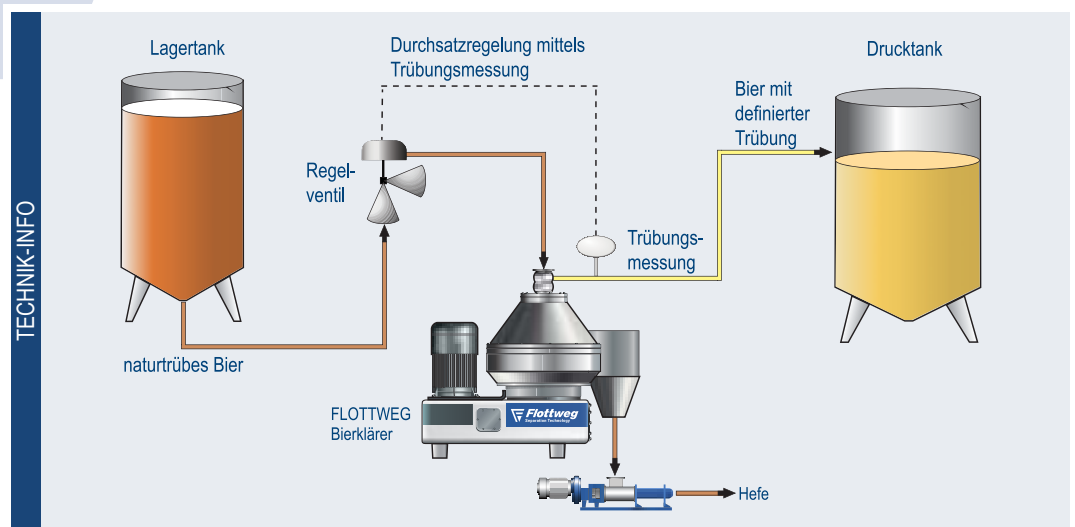 TECHNIK-INFO
Lagertank
Durchsatzregelung mittels
Trübungsmessung
Drucktank
Bier mit
definierter
Trübung
Regel-
ventil
Trübungs-
messung
naturtrübes Bier
FLOTTWEG
Bierklärer
Flottweg
Separation Technology
Hefe